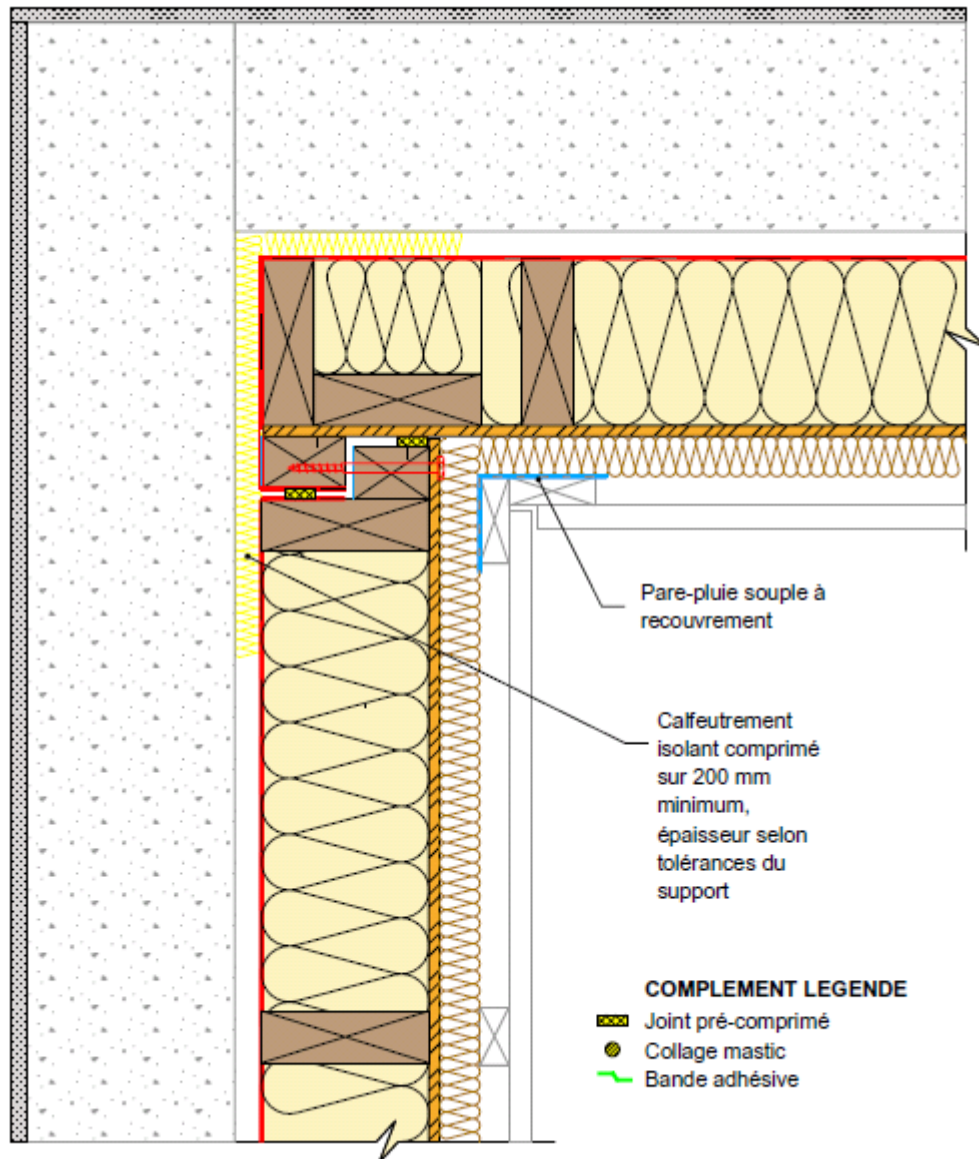 Pare-pluie souple à
recouvrement
Calfeutrement
isolant comprimé
sur 200 mm
minimum,
épaisseur selon
tolérances du
support
COMPLEMENT LEGENDE
Joint pré-comprimé
Collage mastic
Bande adhésive